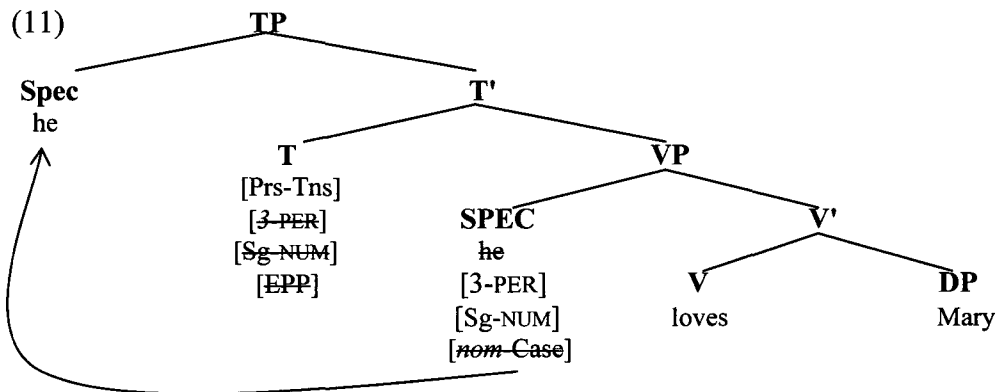 (11) TP
Spec T'
he
T VP
[Prs-Tns]
[3-PER] SPEC V'
[Sg-NUM] he
[EPP] [3-PER] V DP
[Sg-NUM] loves Mary
[nom-Case]